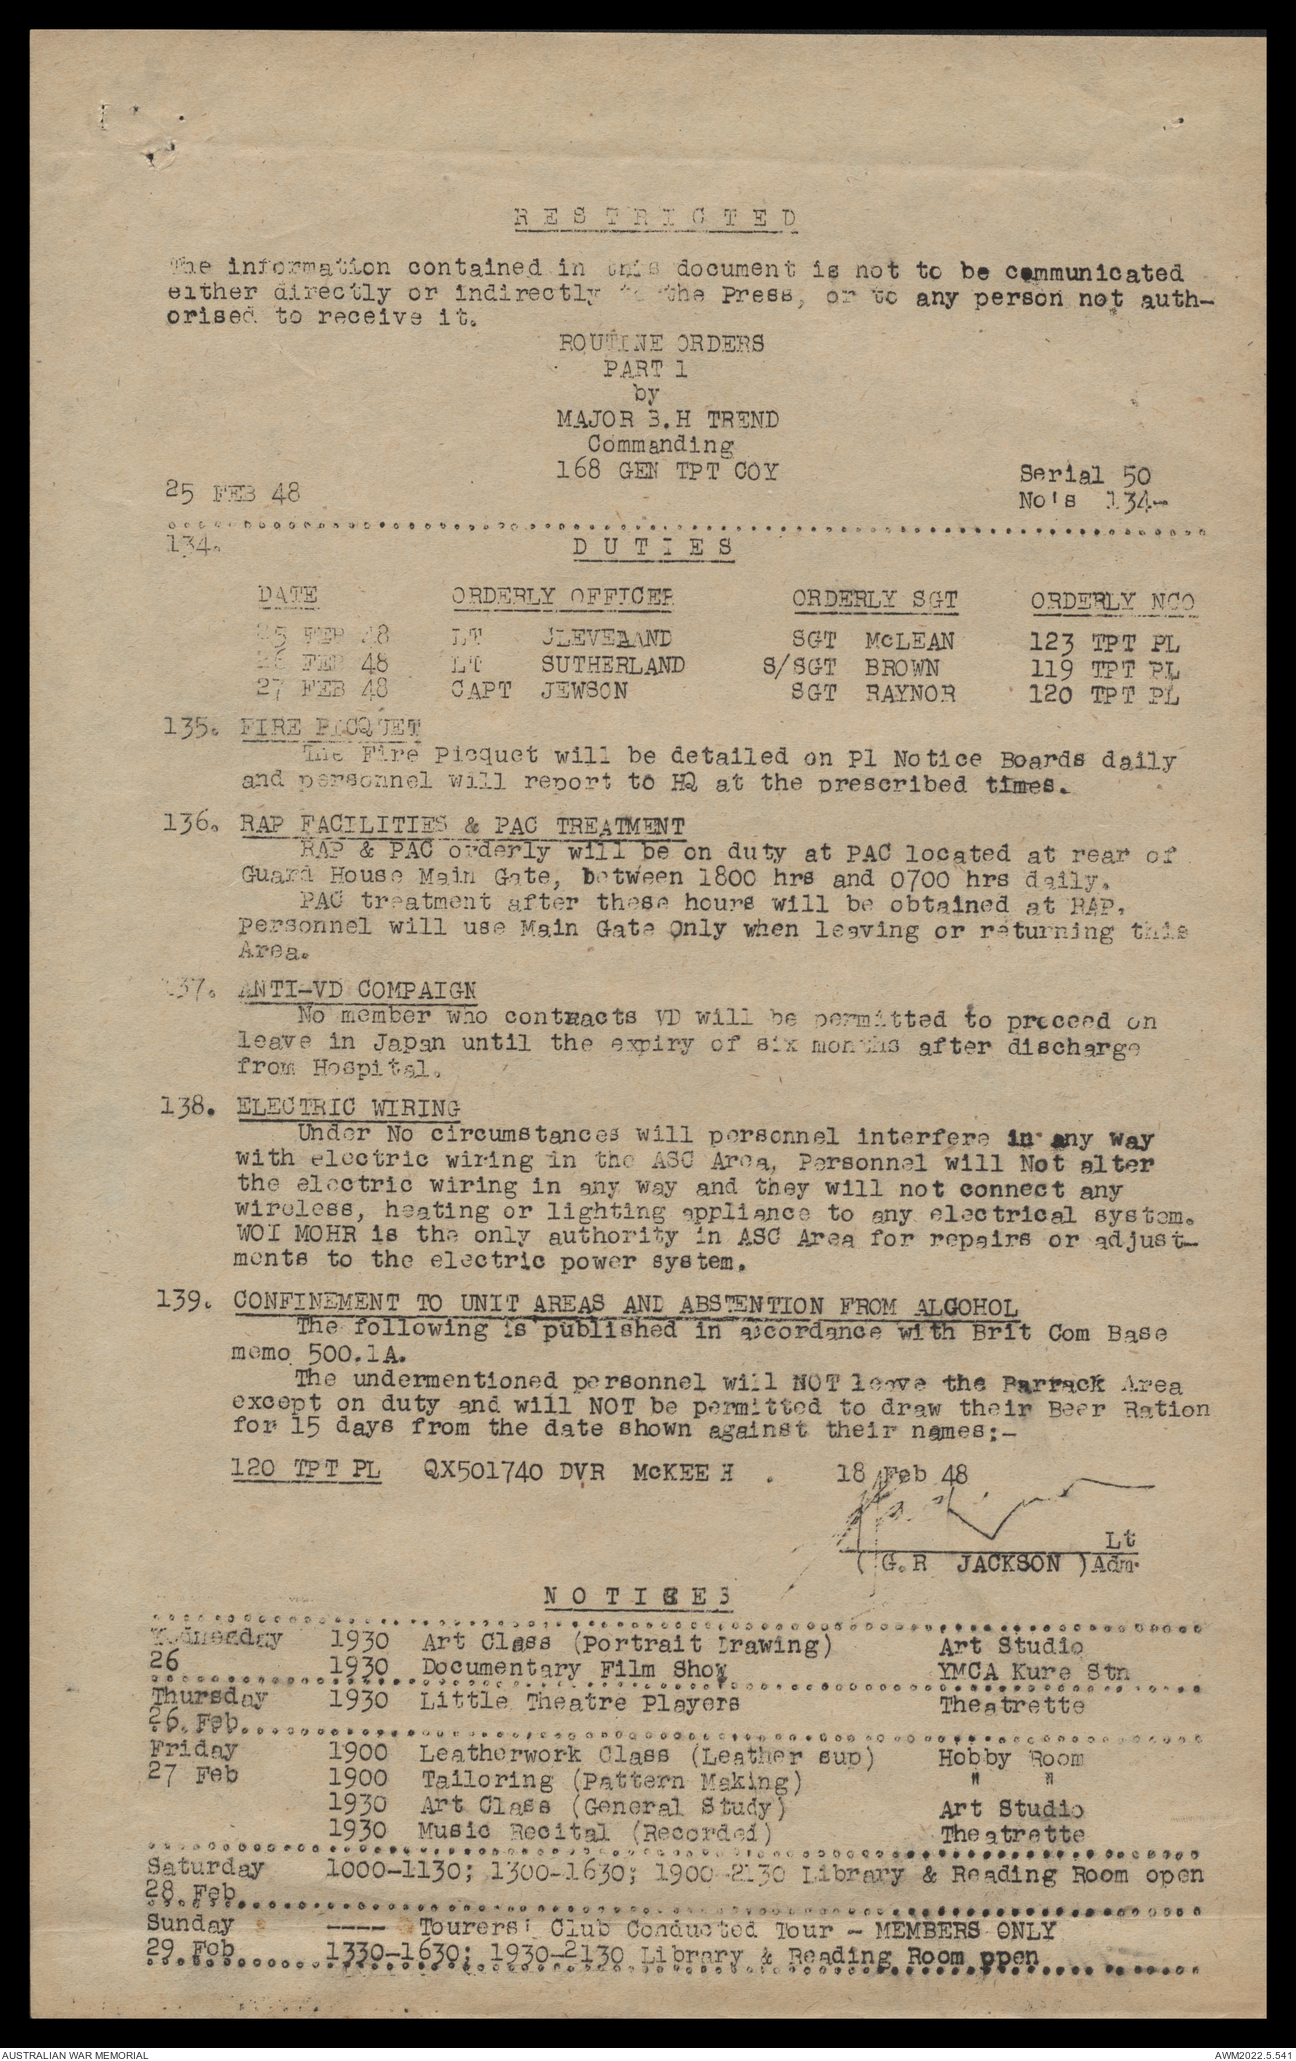 RESTRICTED
The information contained in this document is not to be communicated
either directly or indirectly to the Press, or to any person not auth-
orised to receive it.
ROUTINE ORDERS
PART 1
by
MAJOR B.H TREND
Commanding
168 GEN TPT COY
Serial 50
25 FEB 48
No's 134-
134.
DUTIES
DATE ORDERLY OFFICER ORDERLY SGT ORDERLY NCO
25 FEB 48 LT CLEVELAND SGT McLEAN 123 TPT PL
26 FEB 48 LT SUTHERLAND S/SGT BROWN 119 TPT PL
27 FEB 48 CAPT JEWSON SGT RAYNOR 120 TPT PL
135. FIRE PICQUET
The Fire Picquet will be detailed on Pl Notice Boards daily
and personnel will report to HQ at the prescribed times.
136. RAP FACILITIES & PAC TREATMENT
RAP & PAC orderly will be on duty at PAC located at rear of
Guard House Main Gate, between 1800 hrs and 0700 hrs daily.
PAC treatment after these hours will be obtained at RAP.
Personnel will use Main Gate Only when leaving or returning this
Area.
137. ANTI-VD COMPAIGN
No member who contracts VD will be permitted to proceed on
leave in Japan until the expiry of six months after discharge
from Hospital.
138. ELECTRIC WIRING
Under No circumstances will personnel interfere in any way
with electric wiring in the ASC Area, Personnel will Not alter
the electric wiring in any way and they will not connect any
wireless, heating or lighting appliance to any electrical system.
WOI MOHR is the only authority in ASC Area for repairs or adjust-
ments to the electric power system.
139. CONFINEMENT TO UNIT AREAS AND ABSTENTION FROM ALGOHOL
The following is published in accordance with Brit Com Base
memo 500.1A.
The undermentioned personnel will NOT leave the Barrack Area
except on duty and will NOT be permitted to draw their Beer Ration
for 15 days from the date shown against their names:-
120 TPT PL QX501740 DVR McKEE H . 18 Feb 48
Lt
(G.R JACKSON )Adm.
NOTICES
Wednesday 1930 Art Class (Portrait Drawing) Art Studio
26 1930 Documentary Film Show YMCA Kure Stn
Thursday 1930 Little Theatre Players Theatrette
26 Feb
Friday 1900 Leatherwork Class (Leather sup) Hobby Room
27 Feb 1900 Tailoring (Pattern Making) " "
1930 Art Class (General Study) Art Studio
1930 Music Recital (Recorded) Theatrette
Saturday 1000-1130; 1300-1630; 1900-2130 Library & Reading Room open
28 Feb
Sunday ---- Tourers' Club Conducted Tour - MEMBERS ONLY
29 Feb 1330-1630; 1930-2130 Library & Reading Room open
AUSTRALIAN WAR MEMORIAL
AWM2022.5.541